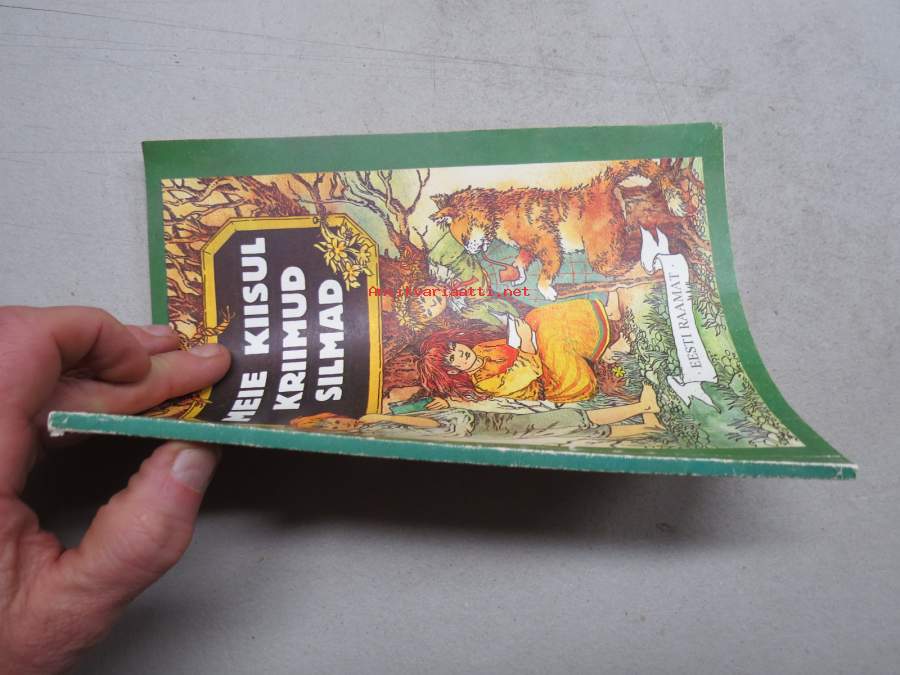 MEIE KIISUL
KRIIMUD
SILMAD
· EESTI RAAMAT ·
Antikvariaatti.net